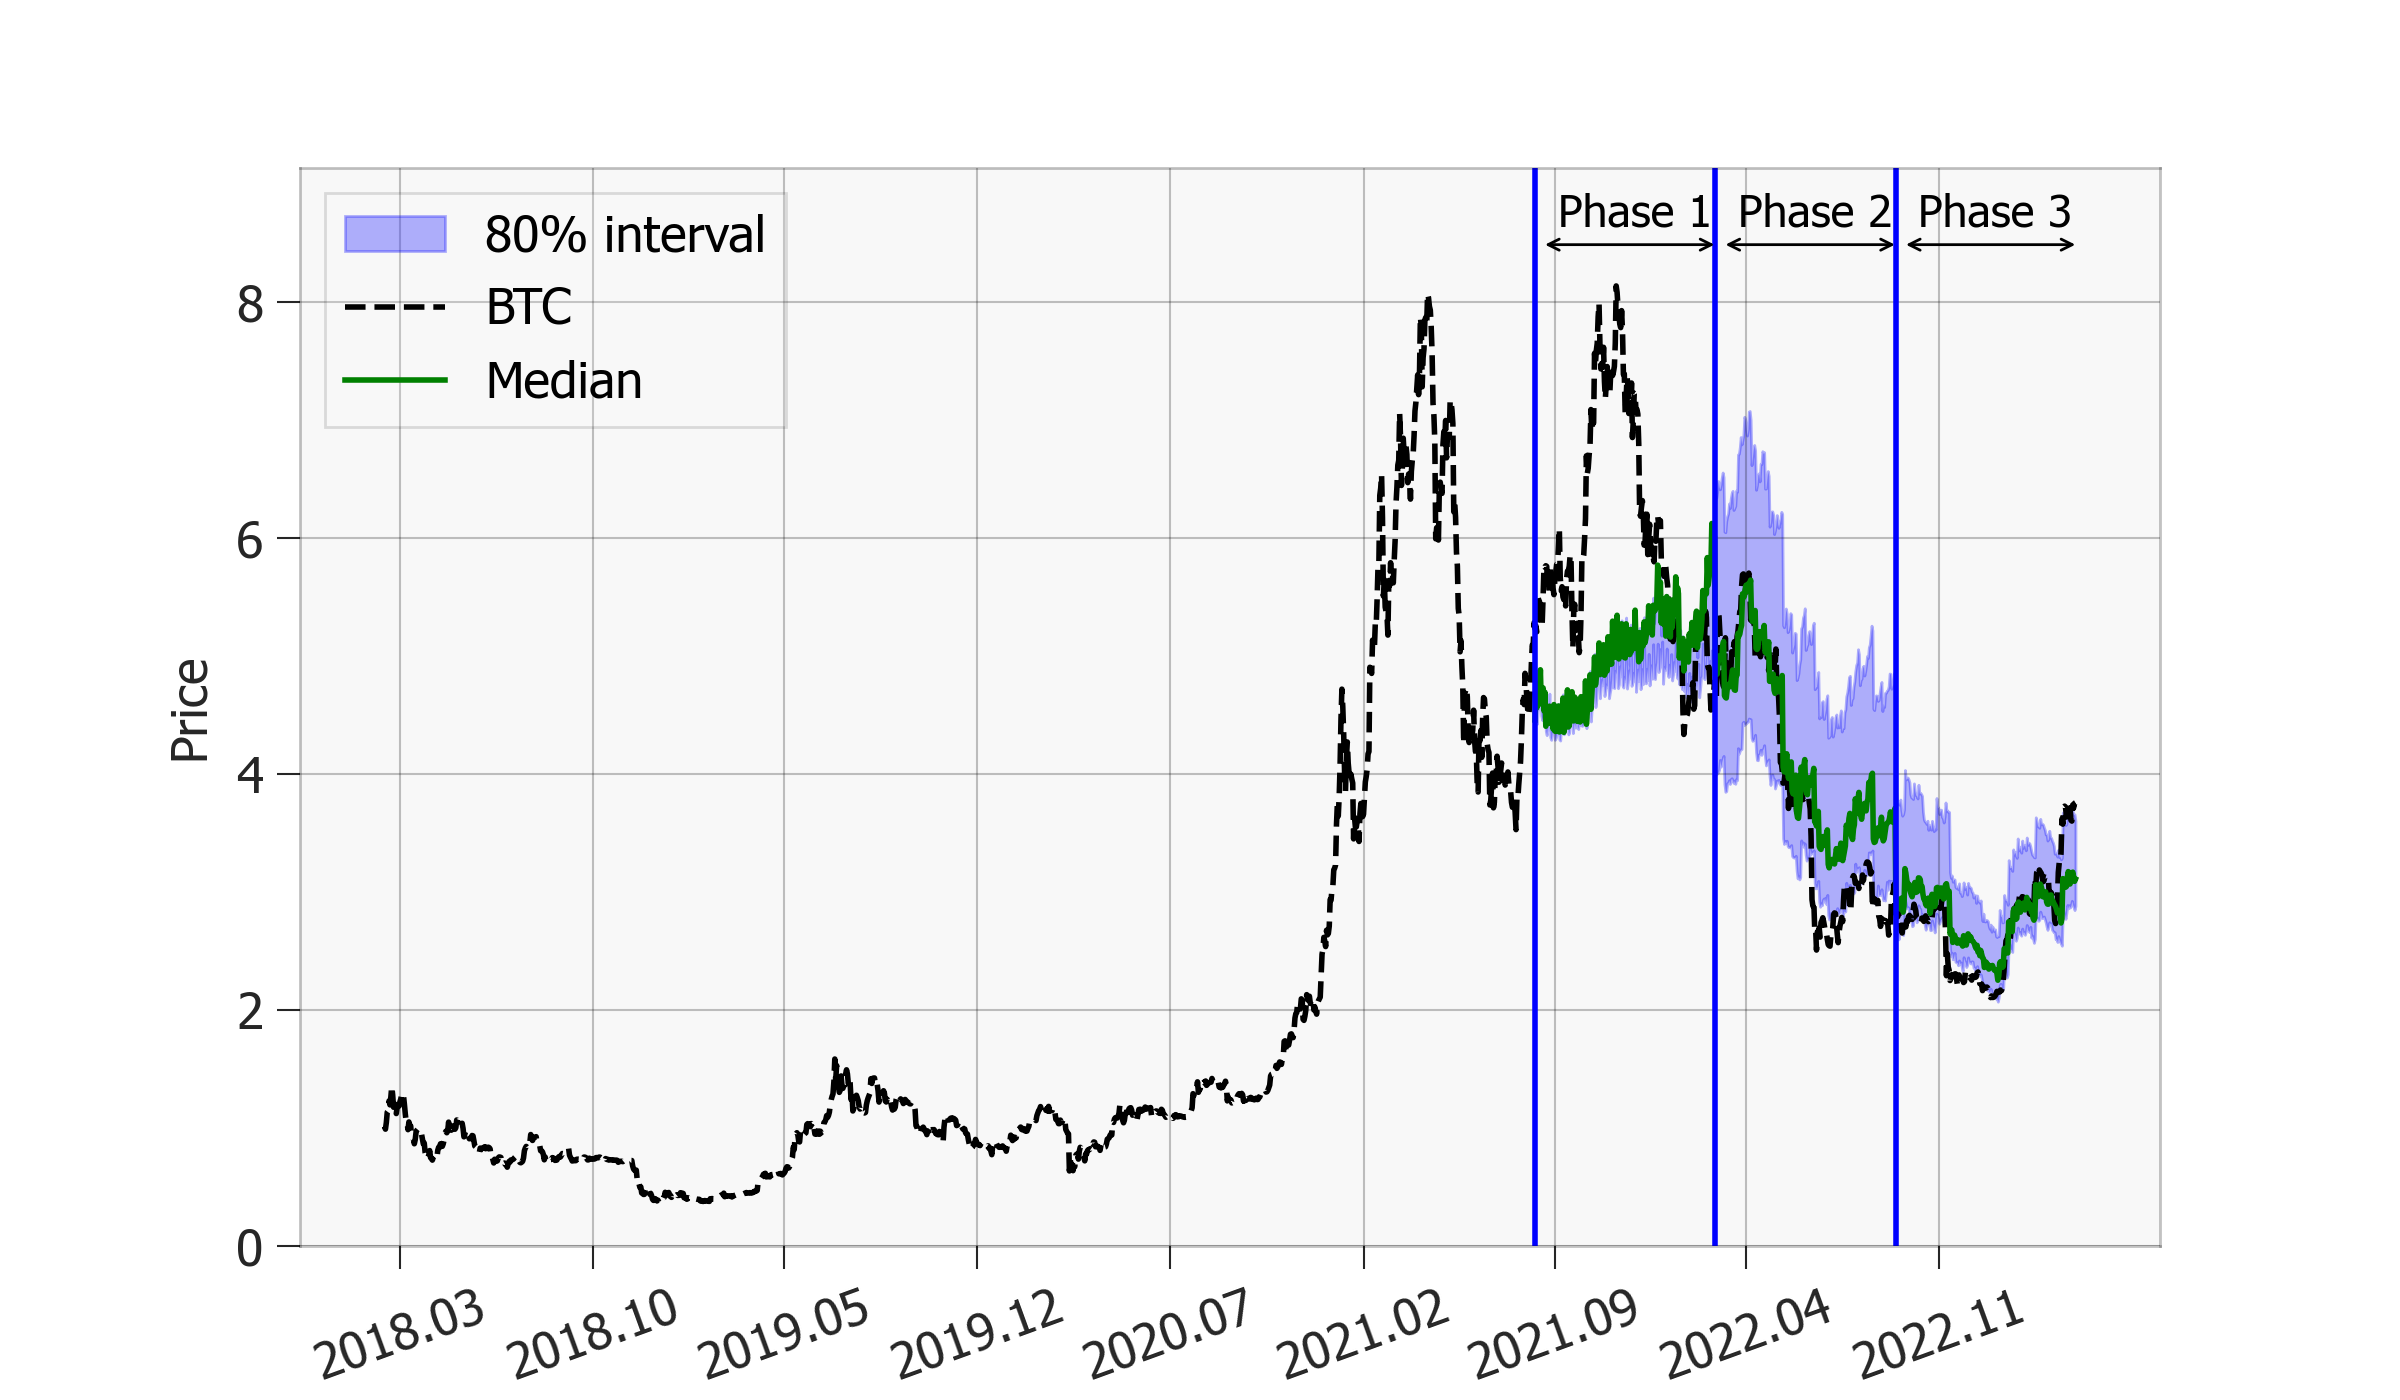 80% interval
BTC
Median
Phase 1
Phase 2
Phase 3
Price
8
6
4
2
0
2018.03
2018.10
2019.05
2019.12
2020.07
2021.02
2021.09
2022.04
2022.11